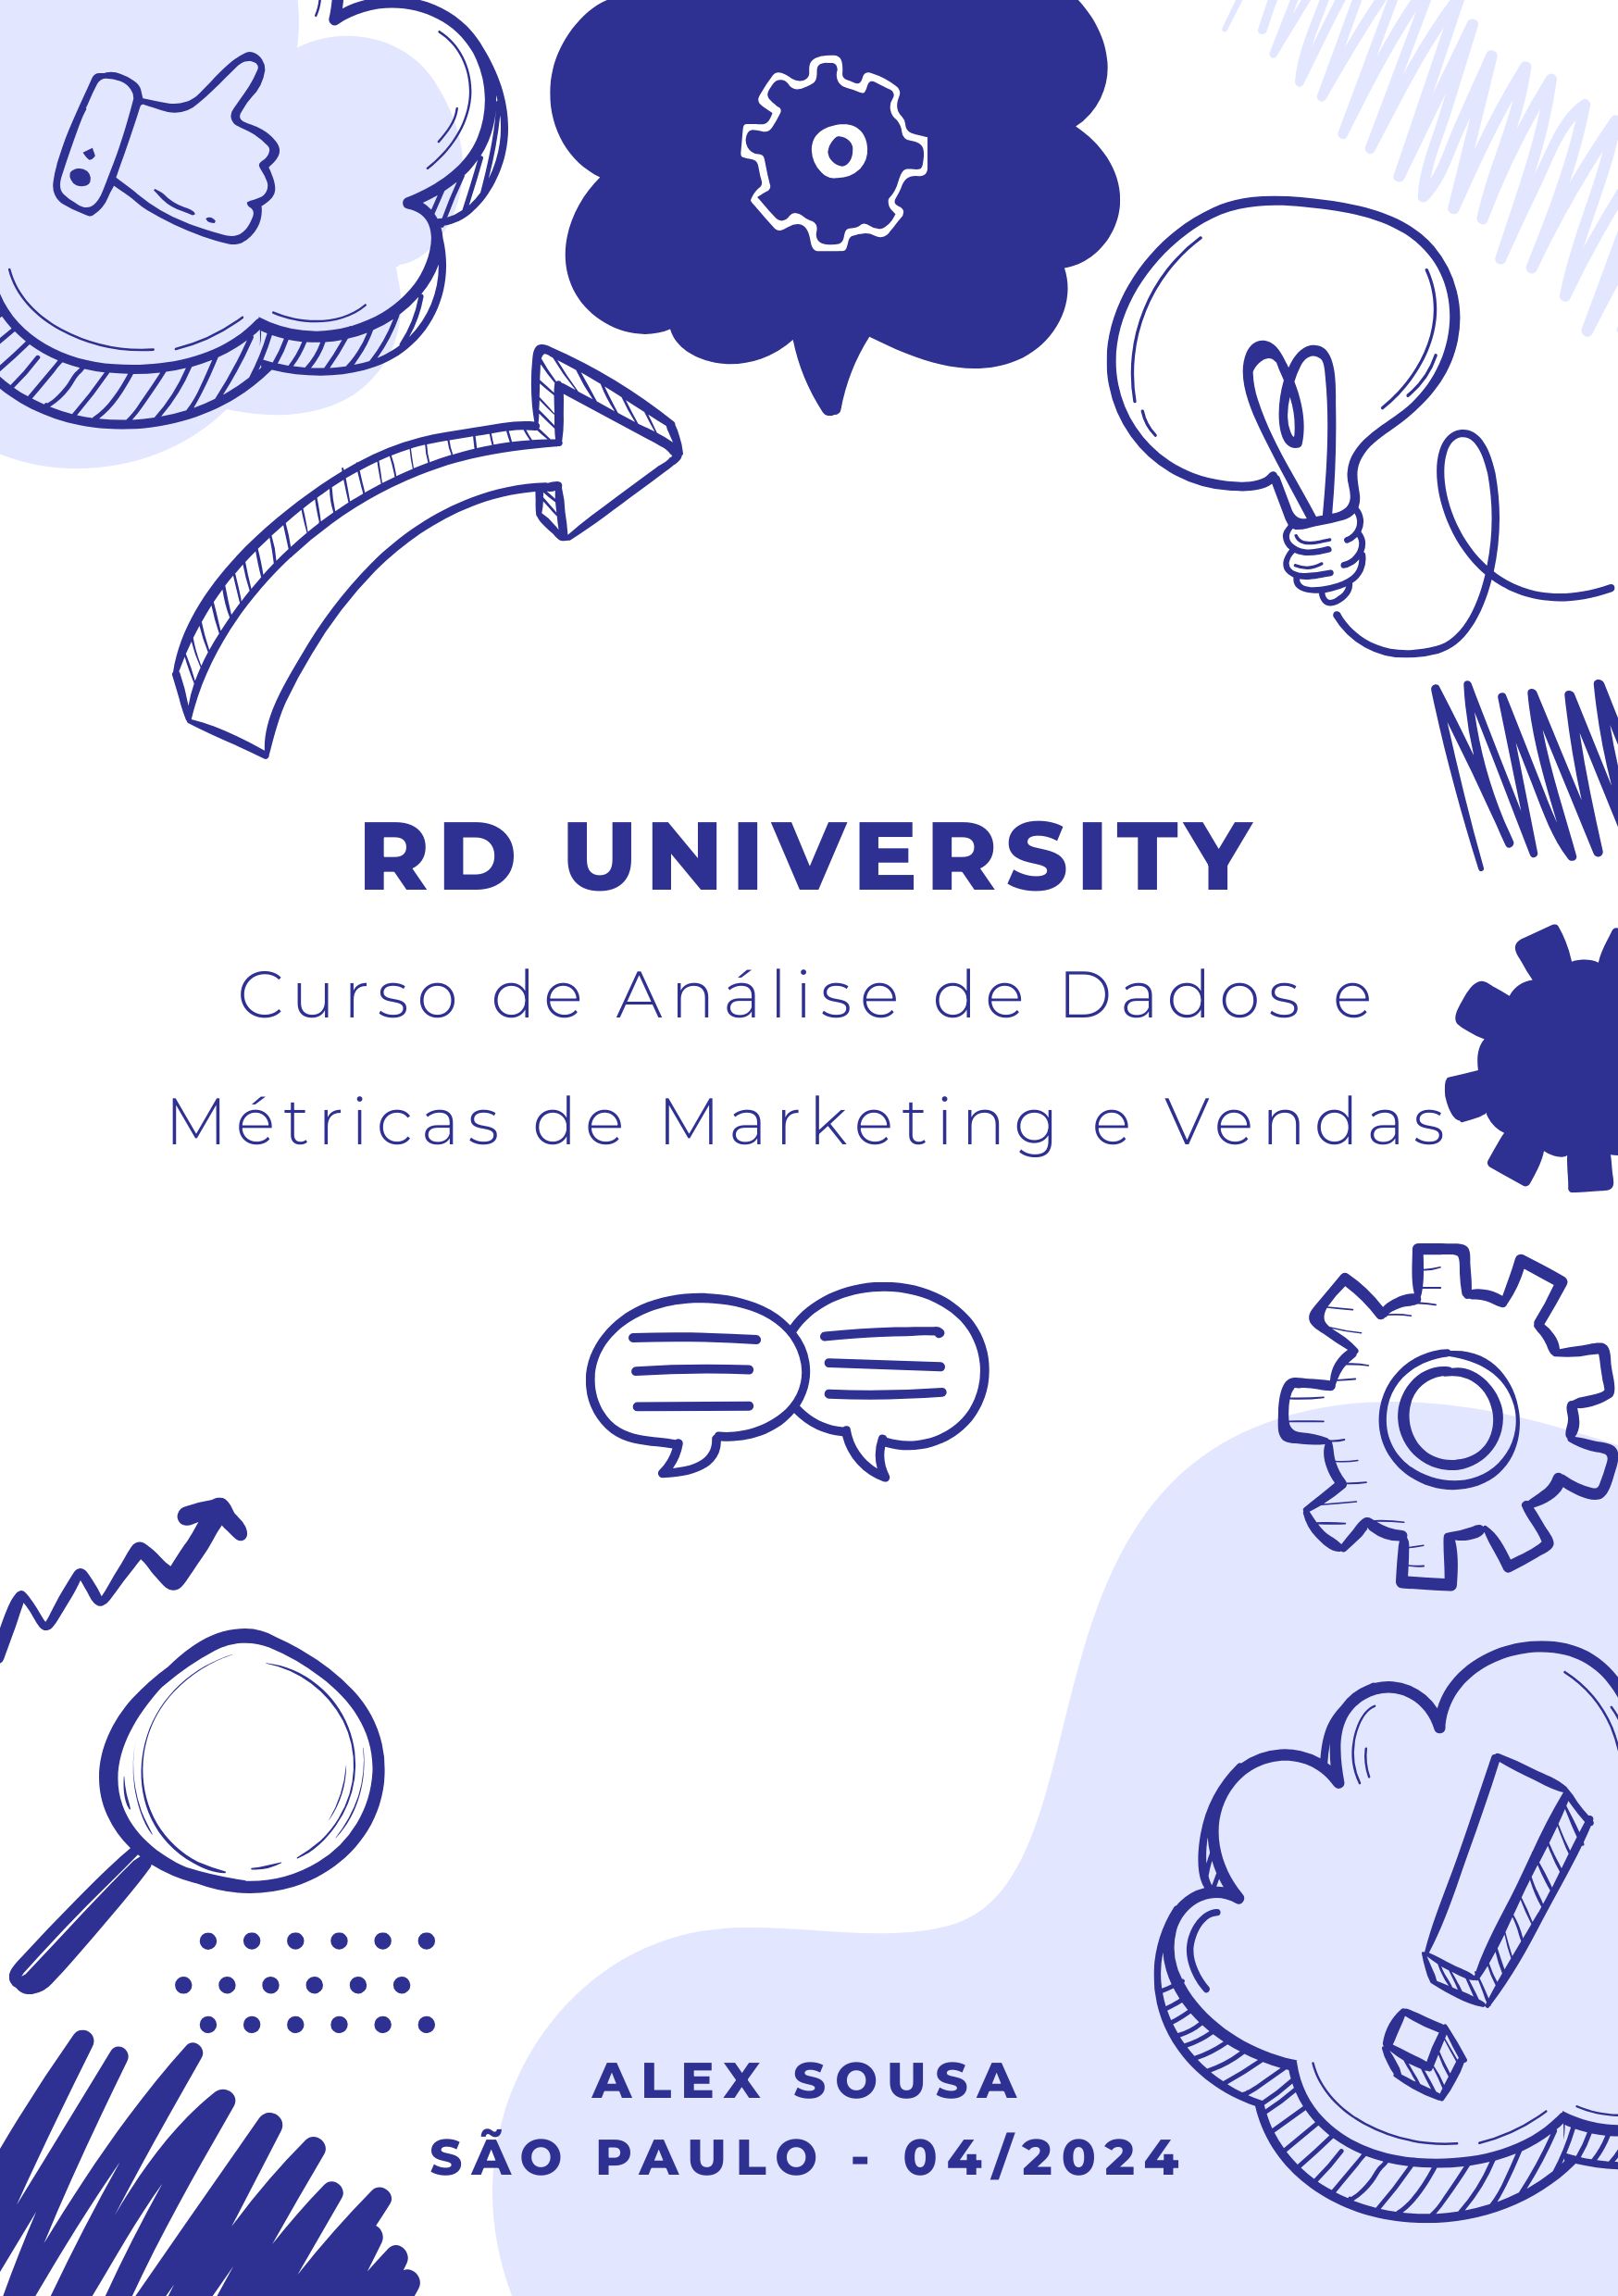 RD UNIVERSITY
Curso de Análise de Dados e
Métricas de Marketing e Vendas
ALEX SOUSA
SÃO PAULO - 04/2024